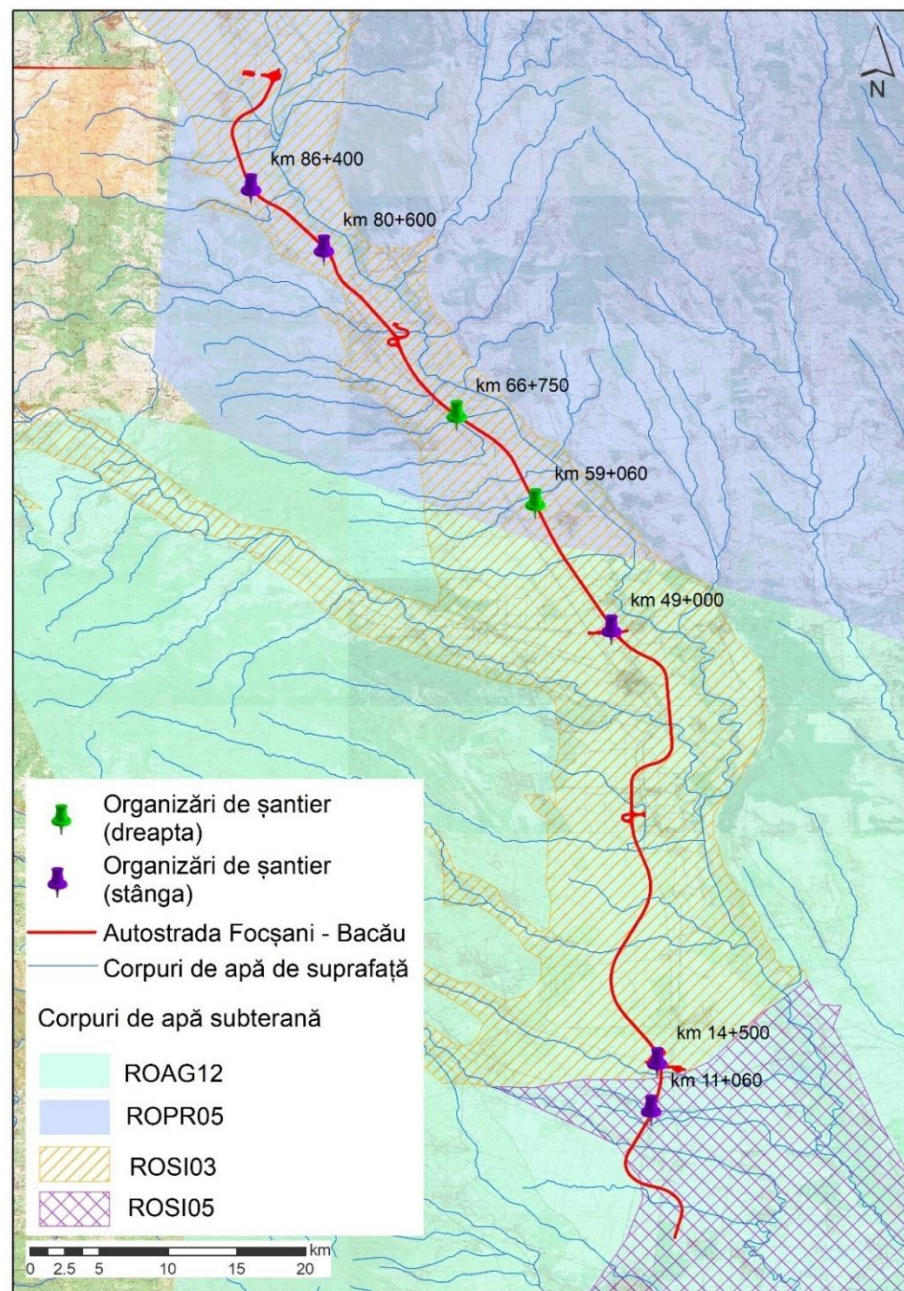 N
km 86+400
km 80+600
km 66+750
km 59+060
km 49+000
km 14+500
km 11+060
Organizări de șantier
(dreapta)
Organizări de șantier
(stânga)
Autostrada Focșani - Bacău
Corpuri de apă de suprafață
Corpuri de apă subterană
ROAG12
ROPR05
ROSI03
ROSI05
km
0 2.5 5 10 15 20